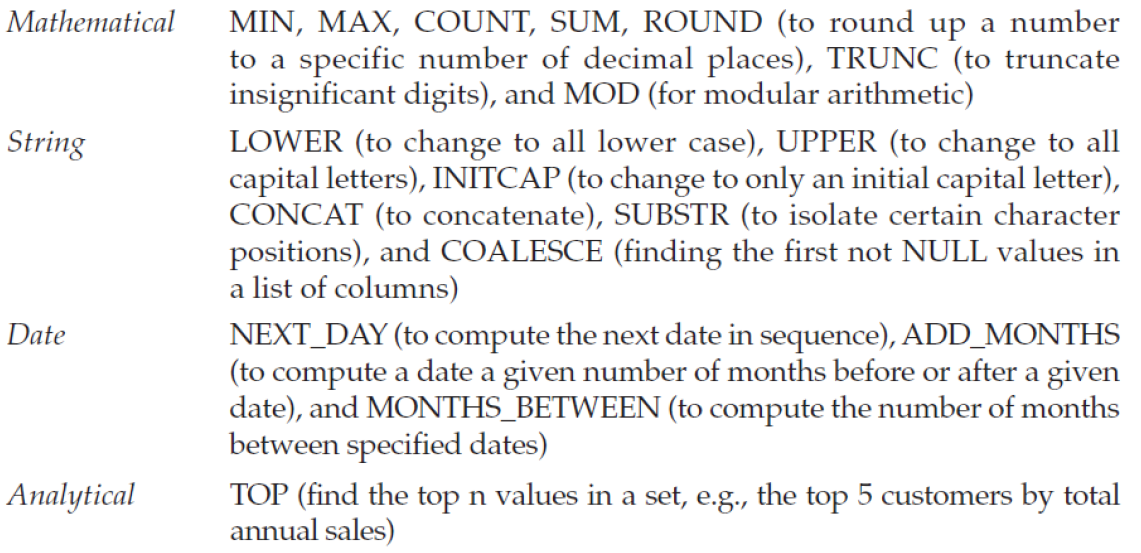 Mathematical MIN, MAX, COUNT, SUM, ROUND (to round up a number
to a specific number of decimal places), TRUNC (to truncate
insignificant digits), and MOD (for modular arithmetic)
String LOWER (to change to all lower case), UPPER (to change to all
capital letters), INITCAP (to change to only an initial capital letter),
CONCAT (to concatenate), SUBSTR (to isolate certain character
positions), and COALESCE (finding the first not NULL values in
a list of columns)
Date NEXT_DAY (to compute the next date in sequence), ADD_MONTHS
(to compute a date a given number of months before or after a given
date), and MONTHS_BETWEEN (to compute the number of months
between specified dates)
Analytical TOP (find the top n values in a set, e.g., the top 5 customers by total
annual sales)